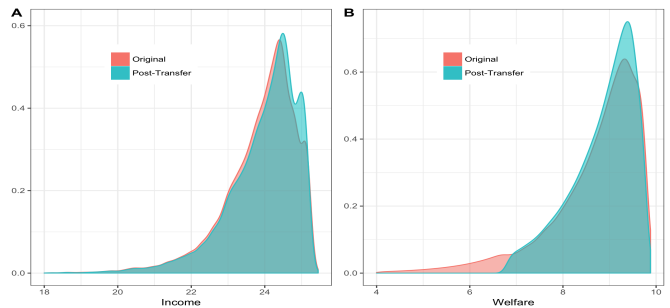 A
0.6
0.4
0.2
0.0
Original
Post-Transfer
18
20
22
24
Income
B
0.6
0.4
0.2
0.0
Original
Post-Transfer
4
6
8
10
Welfare